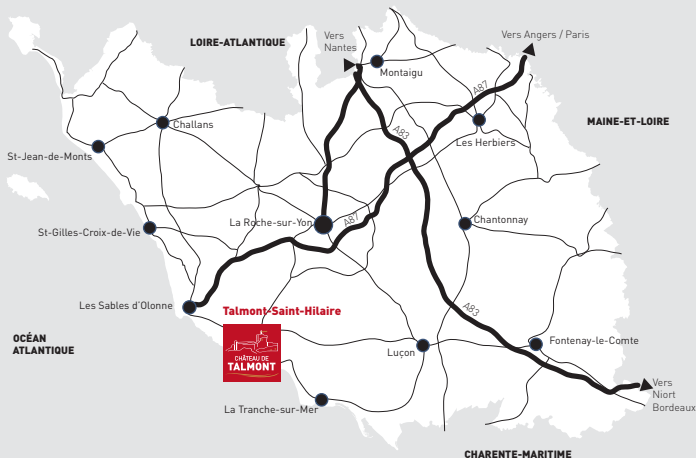 LOIRE-ATLANTIQUE
Vers
Nantes
Vers Angers / Paris
Montaigu
A87
MAINE-ET-LOIRE
Challans
A83
Les Herbiers
St-Jean-de-Monts
La Roche-sur-Yon
A87
Chantonnay
St-Gilles-Croix-de-Vie
Les Sables d'Olonne
Talmont-Saint-Hilaire
A83
OCÉAN
ATLANTIQUE
CHÂTEAU DE
TALMONT
Luçon
Fontenay-le-Comte
La Tranche-sur-Mer
Vers
Niort
Bordeaux
CHARENTE-MARITIME